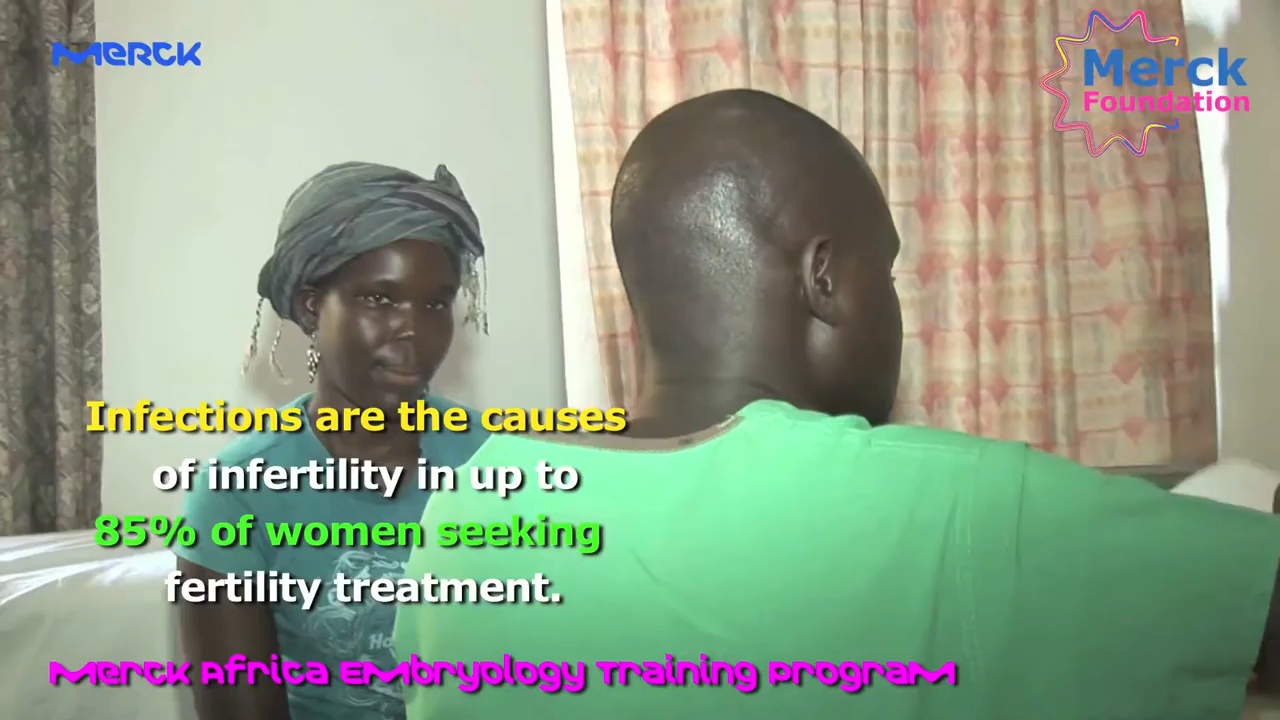 Merck
Merck
Foundation
Infections are the causes
of infertility in up to
85% of women seeking
fertility treatment.
Merck Africa Embryology Training Program